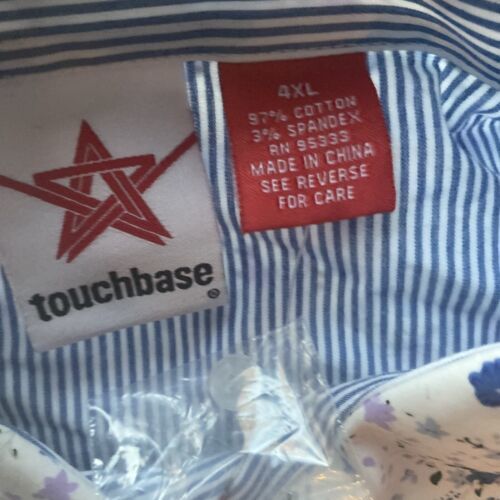 4XL
97% COTTON
3% SPANDEX
RN 95333
MADE IN CHINA
SEE REVERSE
FOR CARE
touchbase®